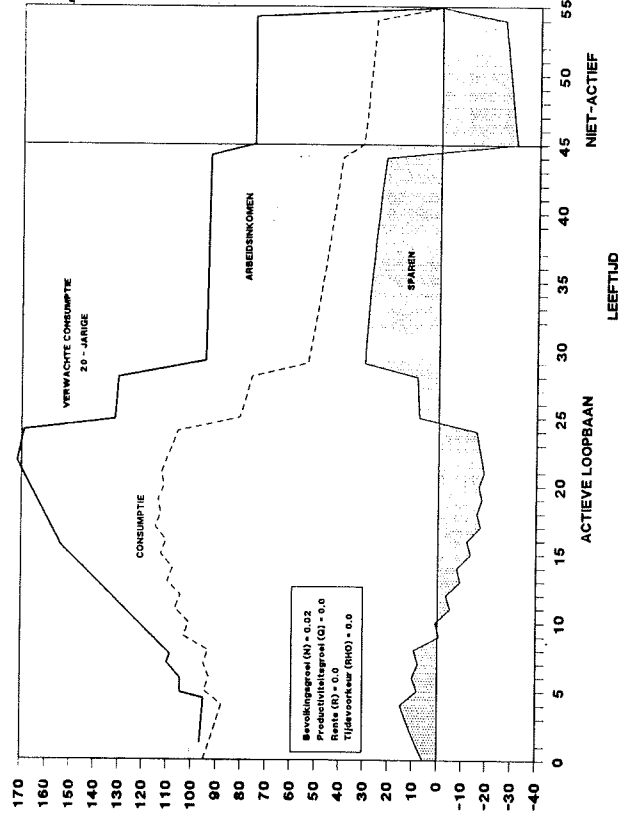 170
160
150
140
130
120
110
100
90
80
70
60
50
40
30
20
10
0
-10
-20
-30
-40
VERWACHTE CONSUMPTIE
20 - JARIGE
ARBEIDSINKOMEN
CONSUMPTIE
SPAREN
Bevolkingsgroei (N) = 0.02
Productiviteitsgroei (Q) = 0.0
Rente (R) = 0.0
Tijdsvoorkeur (RHO) = 0.0
0
5
10
15
20
25
30
35
40
45
50
55
ACTIEVE LOOPBAAN
NIET-ACTIEF
LEEFTIJD